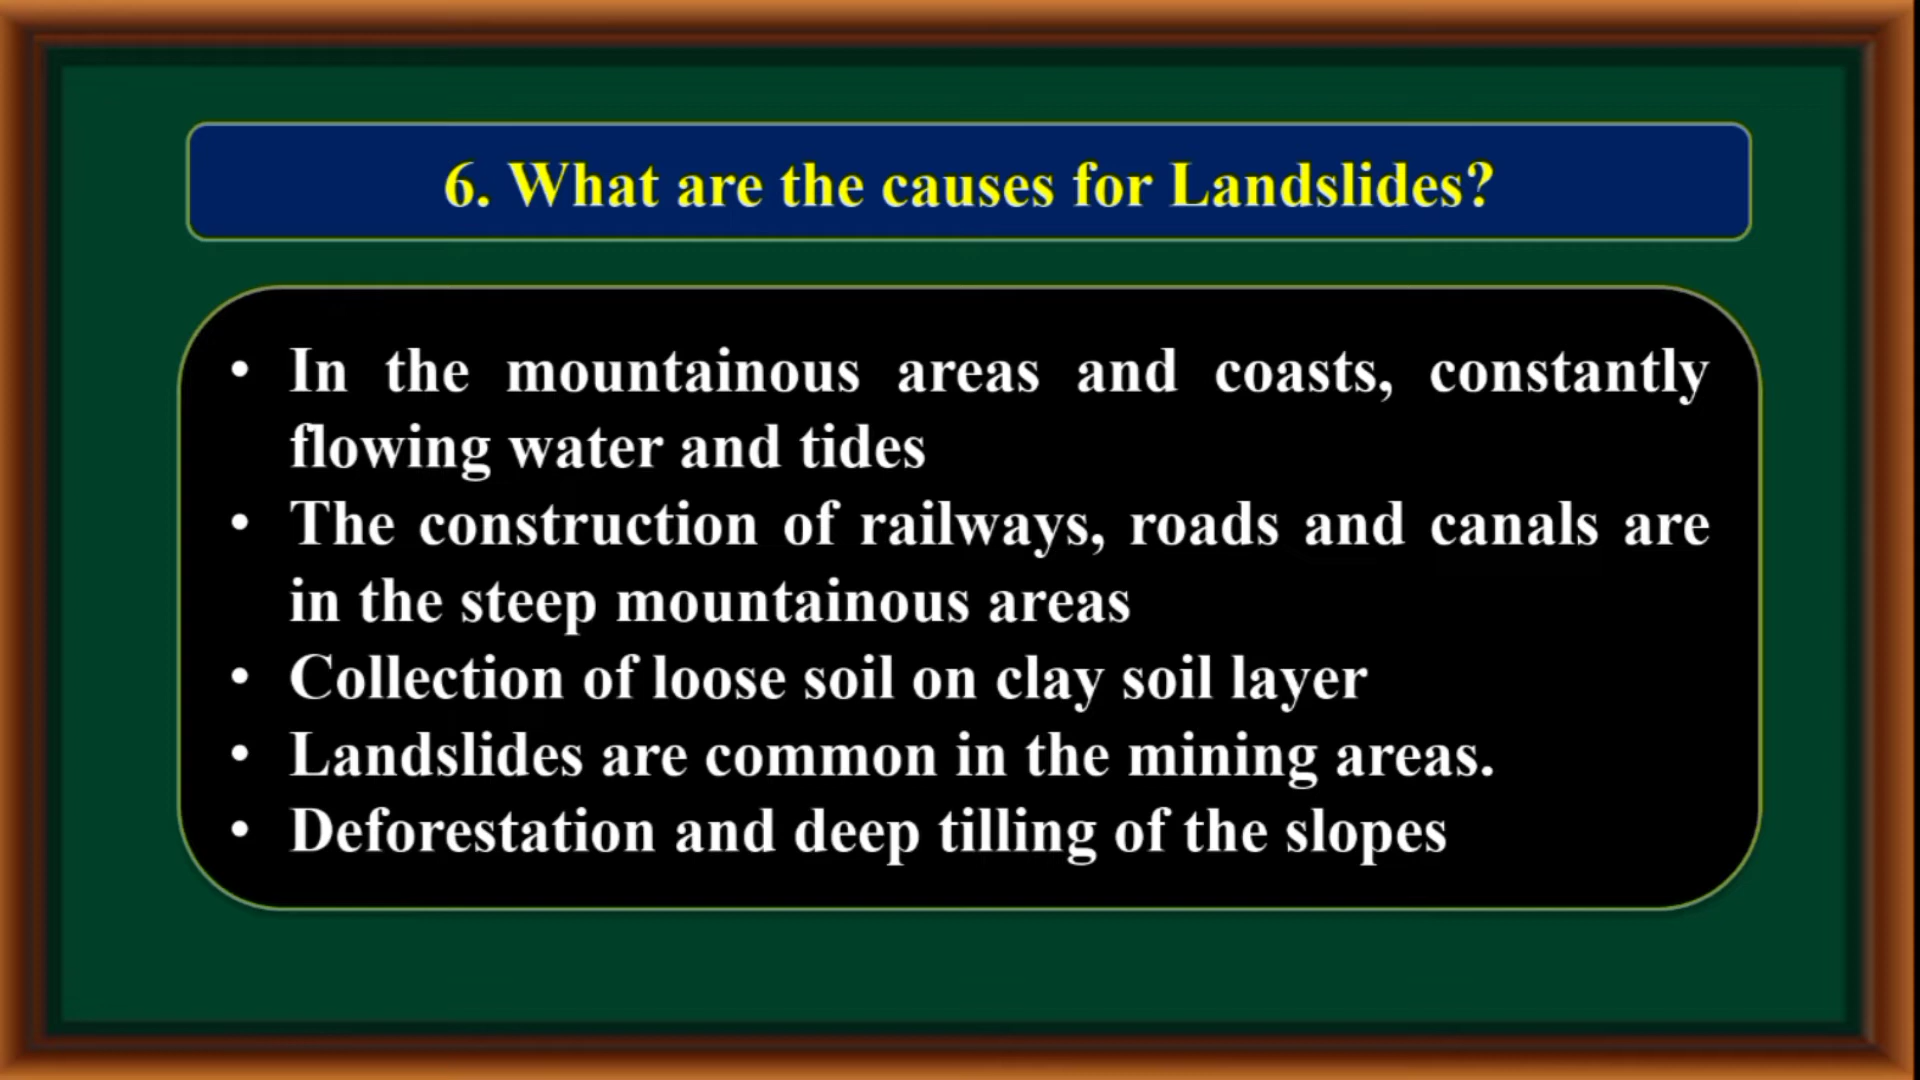 6. What are the causes for Landslides?
• In the mountainous areas and coasts, constantly
flowing water and tides
• The construction of railways, roads and canals are
in the steep mountainous areas
• Collection of loose soil on clay soil layer
• Landslides are common in the mining areas.
• Deforestation and deep tilling of the slopes